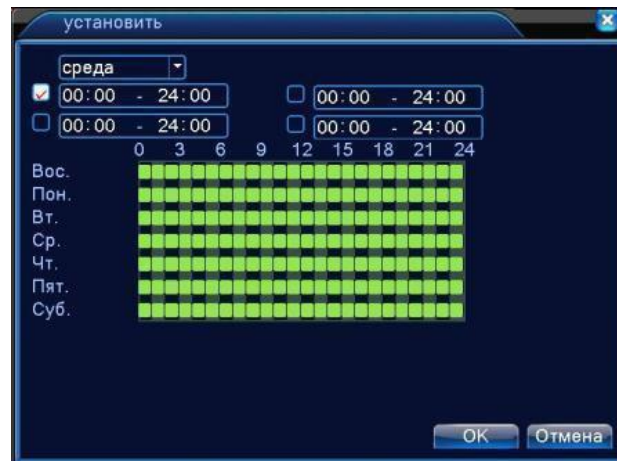 установить
среда
00:00 - 24:00 00:00 - 24:00
00:00 - 24:00 00:00 - 24:00
0 3 6 9 12 15 18 21 24
Вос.
Пон.
Вт.
Ср.
Чт.
Пят.
Суб.
OK Отмена